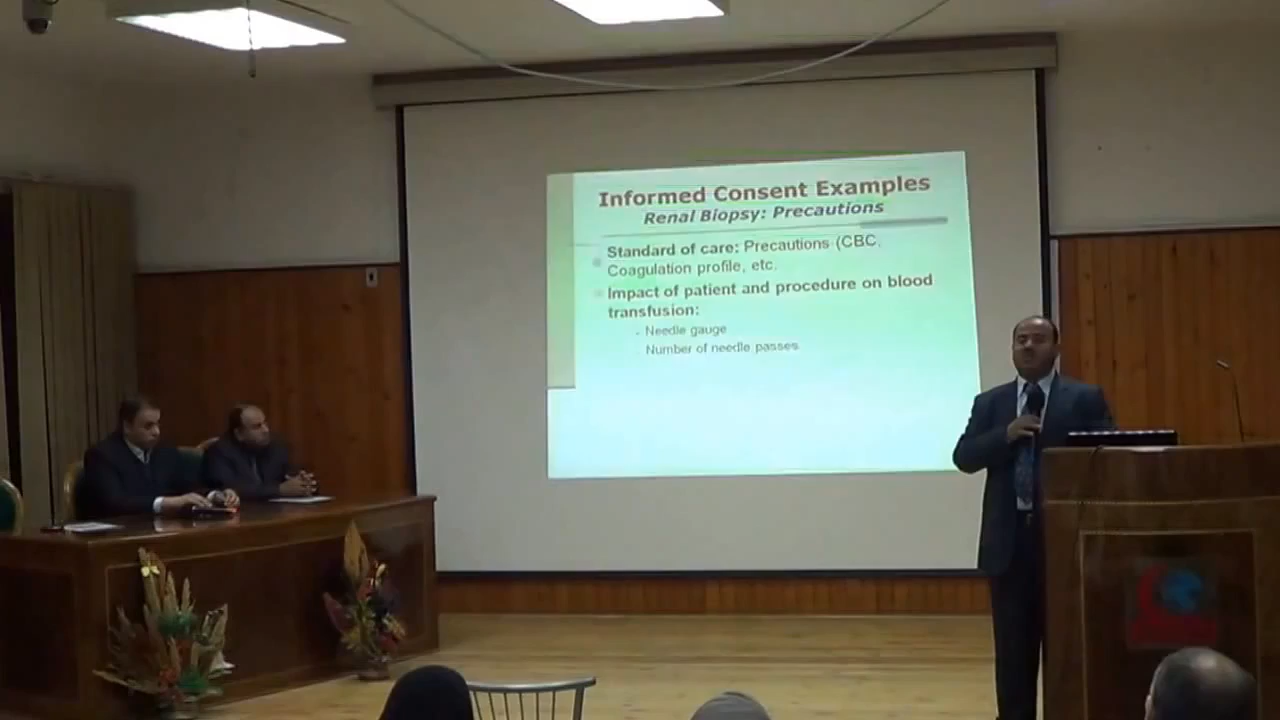 Informed Consent Examples
Renal Biopsy: Precautions
Standard of care: Precautions (CBC,
Coagulation profile, etc.
Impact of patient and procedure on blood
transfusion:
- Needle gauge
Number of needle passes